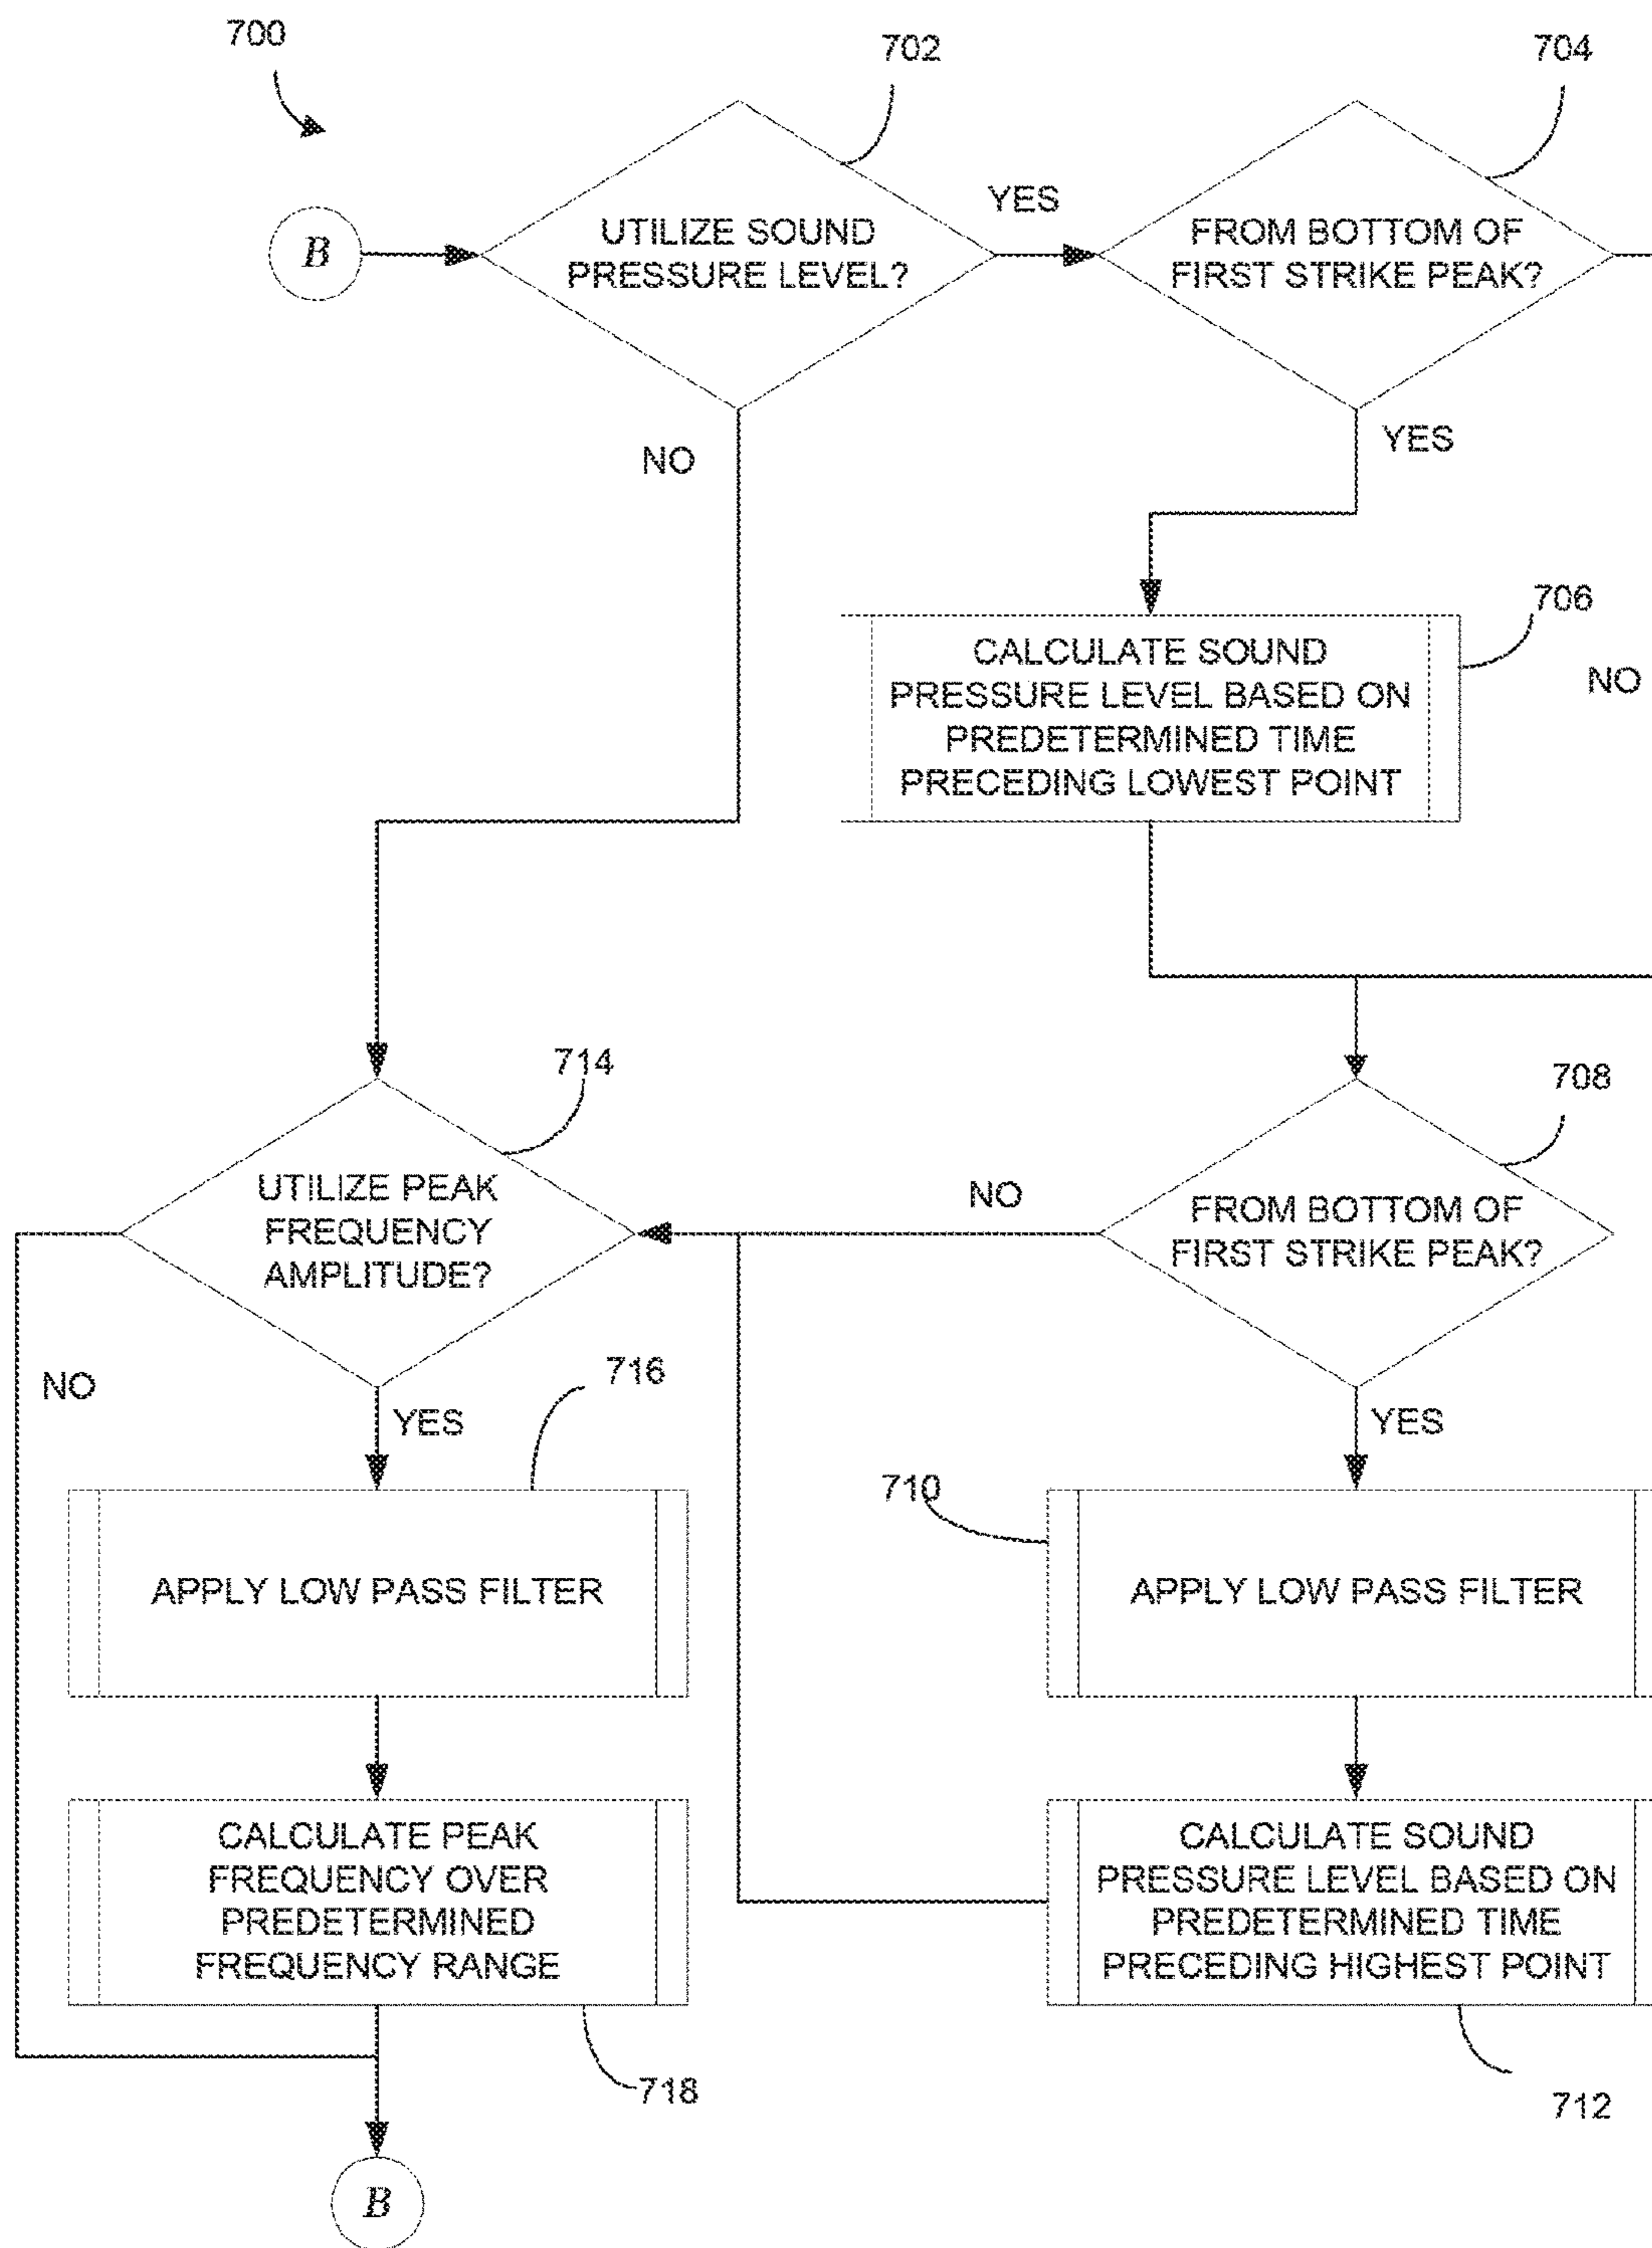 700
702
704
B
UTILIZE SOUND
PRESSURE LEVEL?
YES
FROM BOTTOM OF
FIRST STRIKE PEAK?
NO
YES
706
CALCULATE SOUND
PRESSURE LEVEL BASED ON
PREDETERMINED TIME
PRECEDING LOWEST POINT
NO
714
708
UTILIZE PEAK
FREQUENCY
AMPLITUDE?
NO
FROM BOTTOM OF
FIRST STRIKE PEAK?
NO
YES
716
YES
710
APPLY LOW PASS FILTER
APPLY LOW PASS FILTER
CALCULATE PEAK
FREQUENCY OVER
PREDETERMINED
FREQUENCY RANGE
CALCULATE SOUND
PRESSURE LEVEL BASED ON
PREDETERMINED TIME
PRECEDING HIGHEST POINT
718
712
B